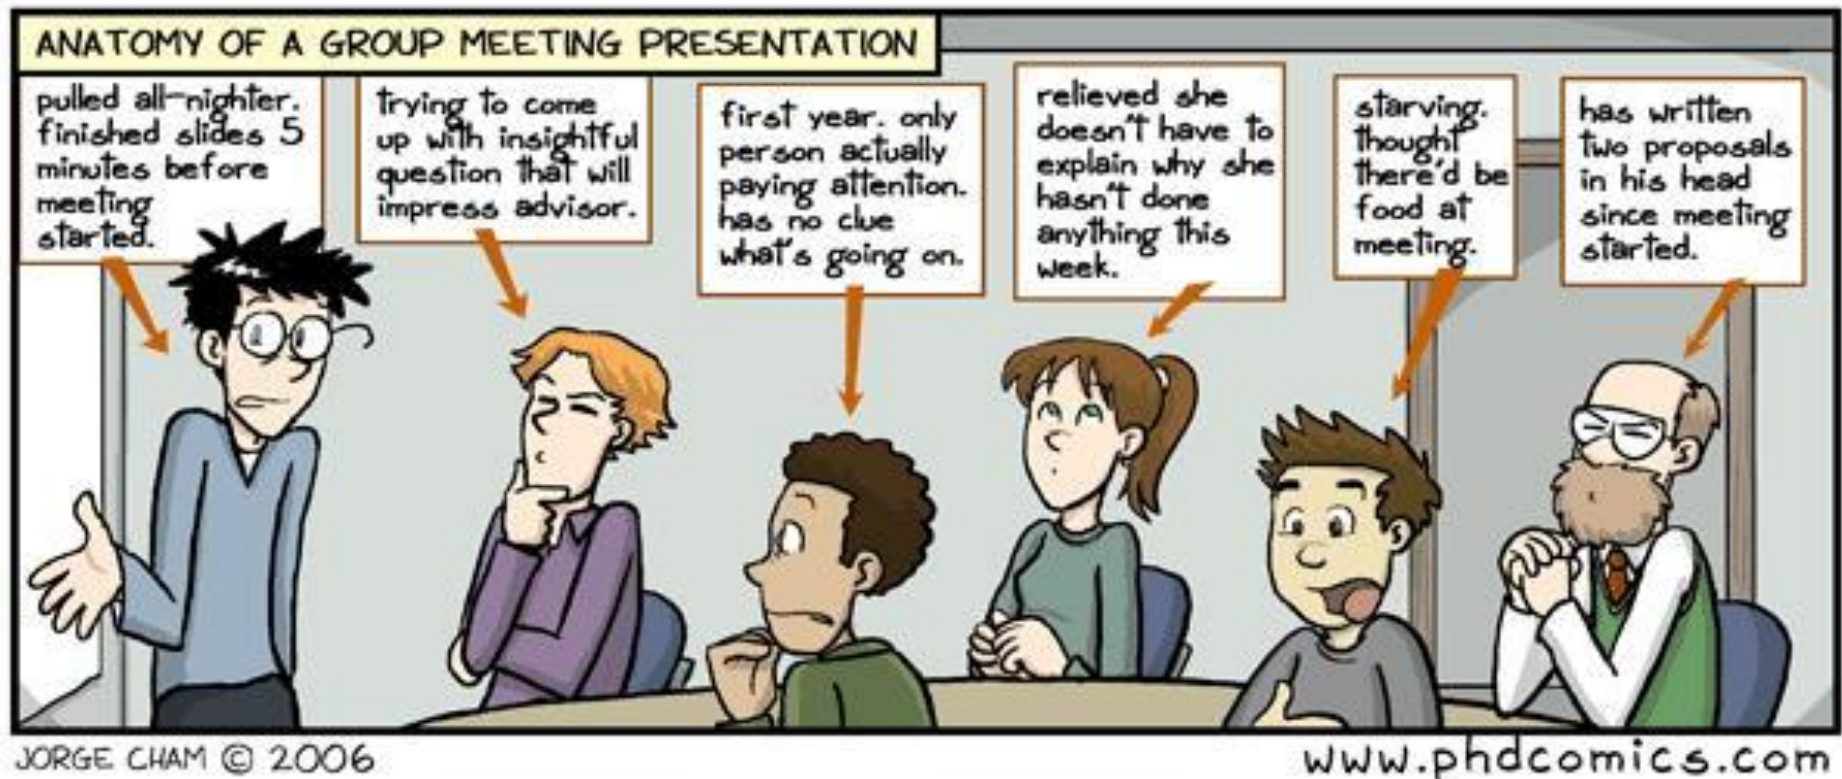 ANATOMY OF A GROUP MEETING PRESENTATION
pulled all-nighter.
finished slides 5
minutes before
meeting
started.
trying to come
up with insightful
question that will
impress advisor.
first year. only
person actually
paying attention.
has no clue
what's going on.
relieved she
doesn't have to
explain why she
hasn't done
anything this
week.
starving.
thought
there'd be
food at
meeting.
has written
two proposals
in his head
since meeting
started.
JORGE CHAM © 2006
www.phdcomics.com